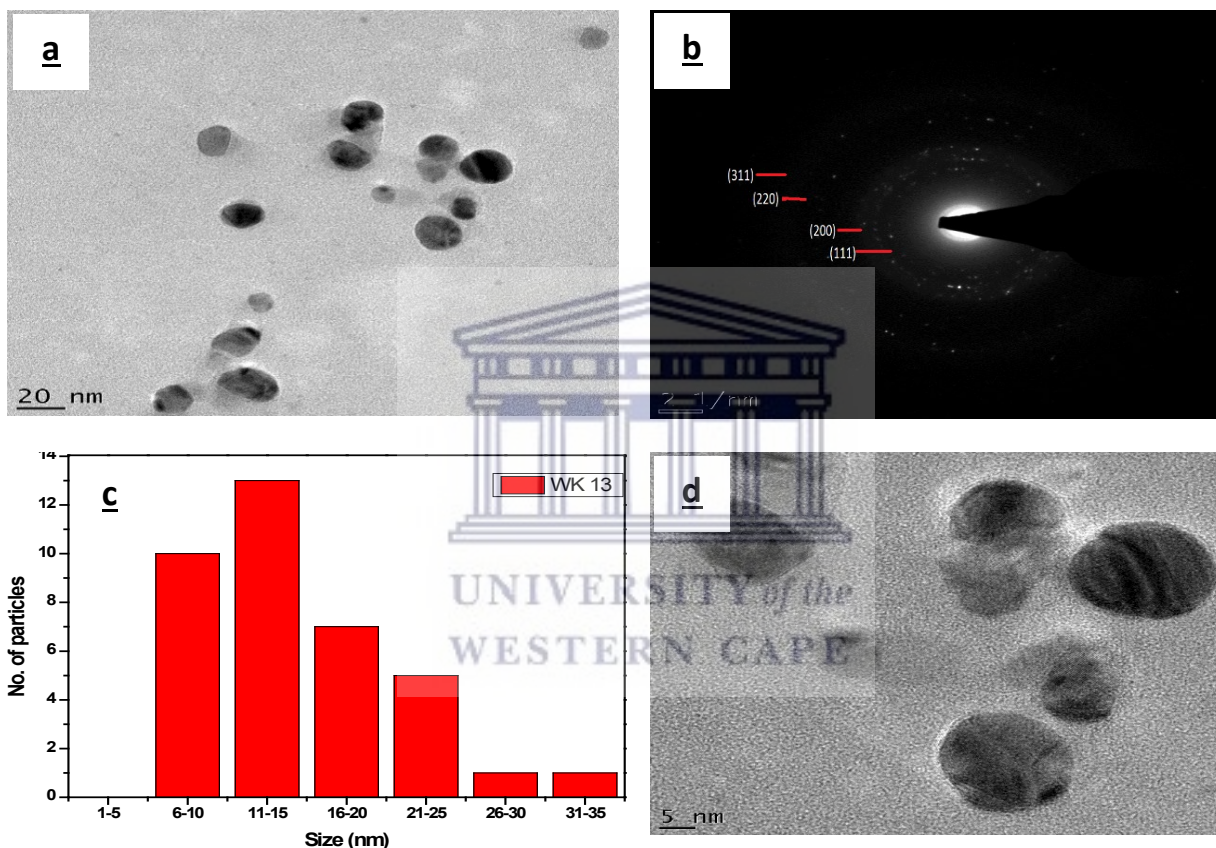 a
20 nm
b
(311)
(220)
(200)
(111)
2 1/nm
c
WK 13
No. of particles
14
12
10
8
6
4
2
0
1-5 6-10 11-15 16-20 21-25 26-30 31-35
Size (nm)
d
5 nm
UNIVERSITY of the
WESTERN CAPE